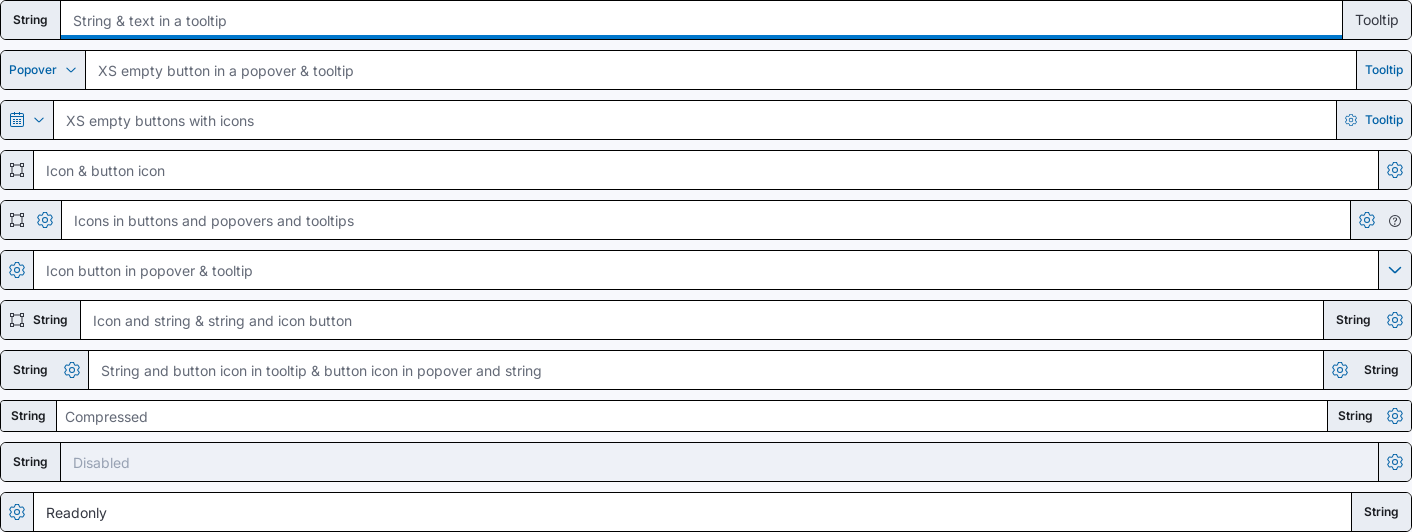 String String & text in a tooltip Tooltip
Popover XS empty button in a popover & tooltip Tooltip
XS empty buttons with icons Tooltip
Icon & button icon
Icons in buttons and popovers and tooltips
Icon button in popover & tooltip
String Icon and string & string and icon button String
String String and button icon in tooltip & button icon in popover and string String
String Compressed String
String Disabled
Readonly String